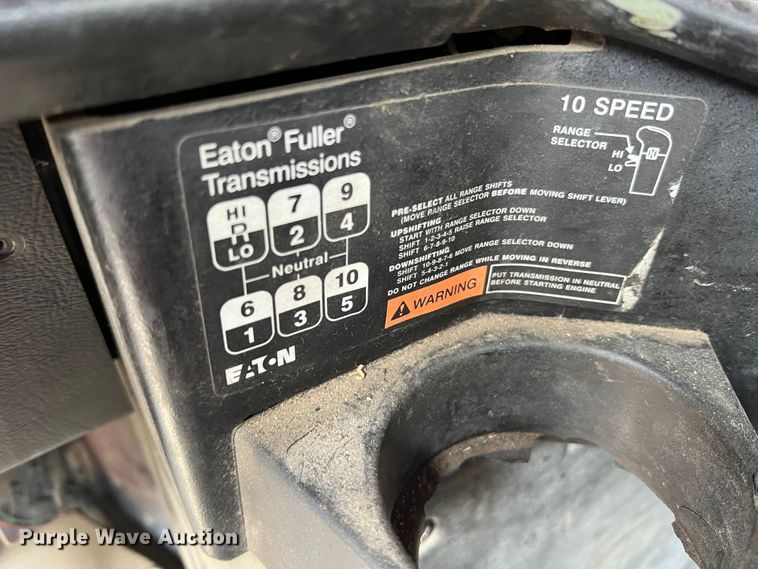 Eaton® Fuller®
Transmissions
HI
R
LO
7
2
9
4
Neutral
6
1
8
3
10
5
EATON
10 SPEED
RANGE
SELECTOR
HI
LO
PRE-SELECT ALL RANGE SHIFTS
(MOVE RANGE SELECTOR BEFORE MOVING SHIFT LEVER)
UPSHIFTING
START WITH RANGE SELECTOR DOWN
SHIFT 1-2-3-4-5 RAISE RANGE SELECTOR
SHIFT 6-7-8-9-10
DOWNSHIFTING
SHIFT 10-9-8-7-6 MOVE RANGE SELECTOR DOWN
SHIFT 5-4-3-2-1
DO NOT CHANGE RANGE WHILE MOVING IN REVERSE
WARNING
PUT TRANSMISSION IN NEUTRAL
BEFORE STARTING ENGINE
Purple Wave Auction